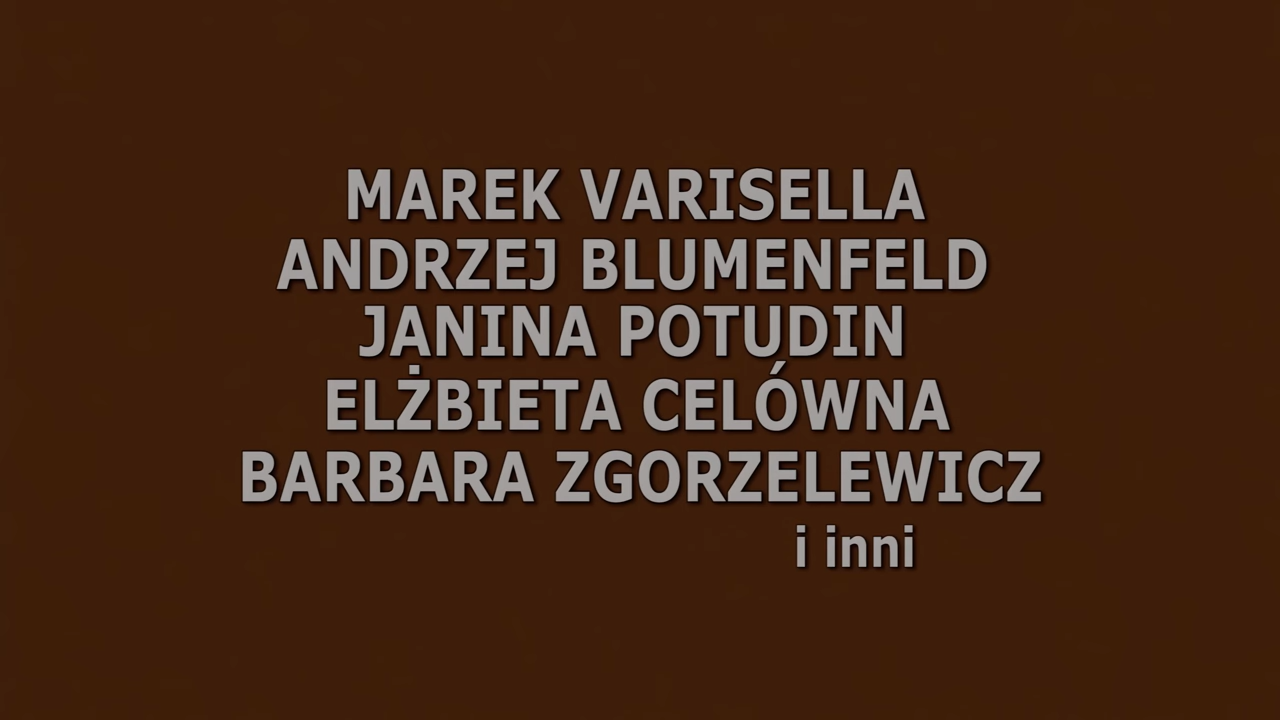 MAREK VARISELLA
ANDRZEJ BLUMENFELD
JANINA POTUDIN
ELŻBIETA CELÓWNA
BARBARA ZGORZELEWICZ
i inni